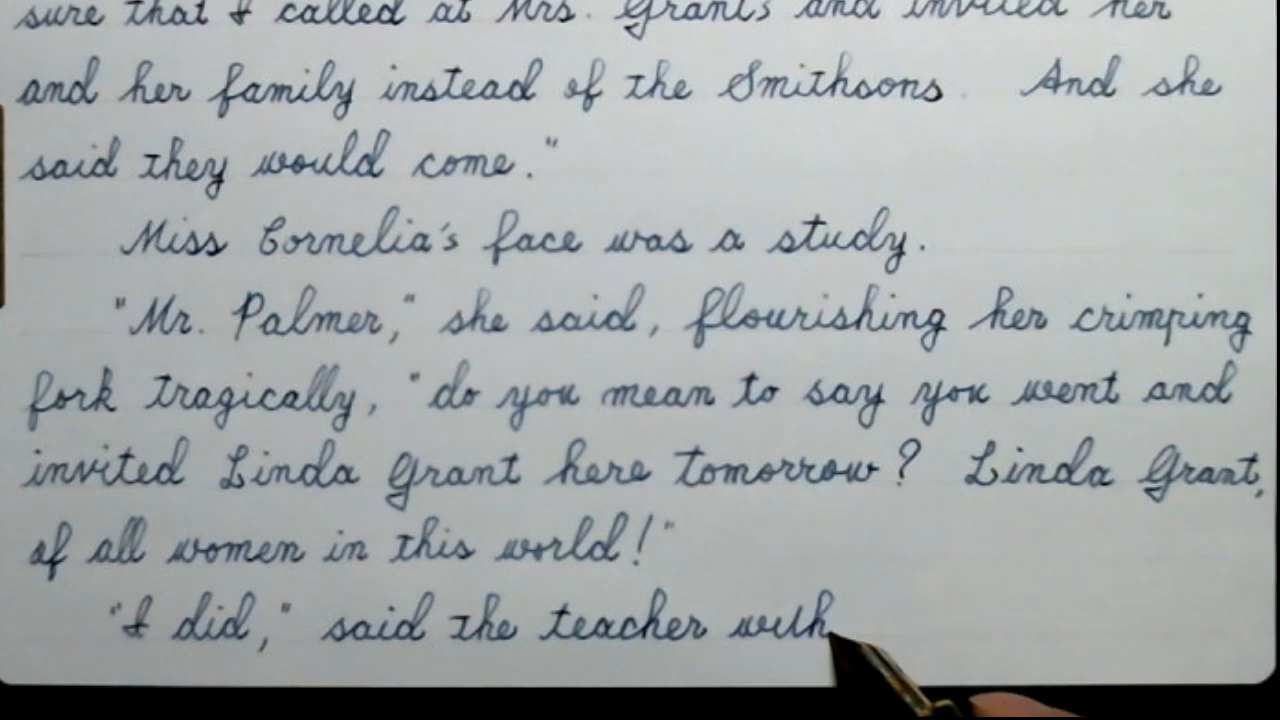 sure that I called at Mrs. Grant's and invited her
and her family instead of the Smithsons. And she
said they would come."
Miss Cornelia's face was a study.
"Mr. Palmer," she said, flourishing her crimping
fork tragically, "do you mean to say you went and
invited Linda Grant here tomorrow? Linda Grant,
of all women in this world!"
"I did," said the teacher with